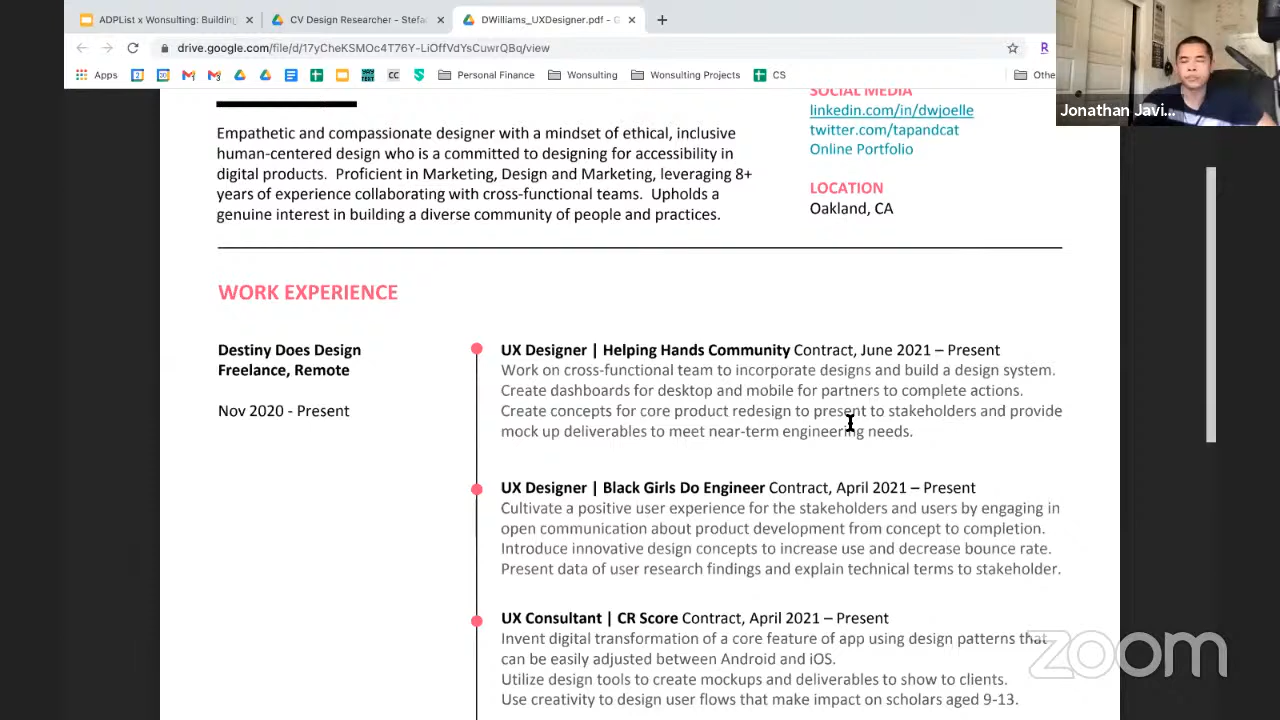 ADPList x Wonsulting: Building
CV Design Researcher - Stefa
DWilliams_UXDesigner.pdf - G
drive.google.com/file/d/17yCheKSMOc4T76Y-LiOffVdYsCuwrQBq/view
Apps
Personal Finance
Wonsulting
Wonsulting Projects
CS
Othe
Jonathan Javi...
SOCIAL MEDIA
linkedin.com/in/dwjoelle
twitter.com/tapandcat
Online Portfolio
LOCATION
Oakland, CA
Empathetic and compassionate designer with a mindset of ethical, inclusive
human-centered design who is a committed to designing for accessibility in
digital products. Proficient in Marketing, Design and Marketing, leveraging 8+
years of experience collaborating with cross-functional teams. Upholds a
genuine interest in building a diverse community of people and practices.
WORK EXPERIENCE
Destiny Does Design
Freelance, Remote
Nov 2020 - Present
UX Designer | Helping Hands Community Contract, June 2021 – Present
Work on cross-functional team to incorporate designs and build a design system.
Create dashboards for desktop and mobile for partners to complete actions.
Create concepts for core product redesign to present to stakeholders and provide
mock up deliverables to meet near-term engineering needs.
UX Designer | Black Girls Do Engineer Contract, April 2021 – Present
Cultivate a positive user experience for the stakeholders and users by engaging in
open communication about product development from concept to completion.
Introduce innovative design concepts to increase use and decrease bounce rate.
Present data of user research findings and explain technical terms to stakeholder.
UX Consultant | CR Score Contract, April 2021 – Present
Invent digital transformation of a core feature of app using design patterns that
can be easily adjusted between Android and iOS.
Utilize design tools to create mockups and deliverables to show to clients.
Use creativity to design user flows that make impact on scholars aged 9-13.
zoom